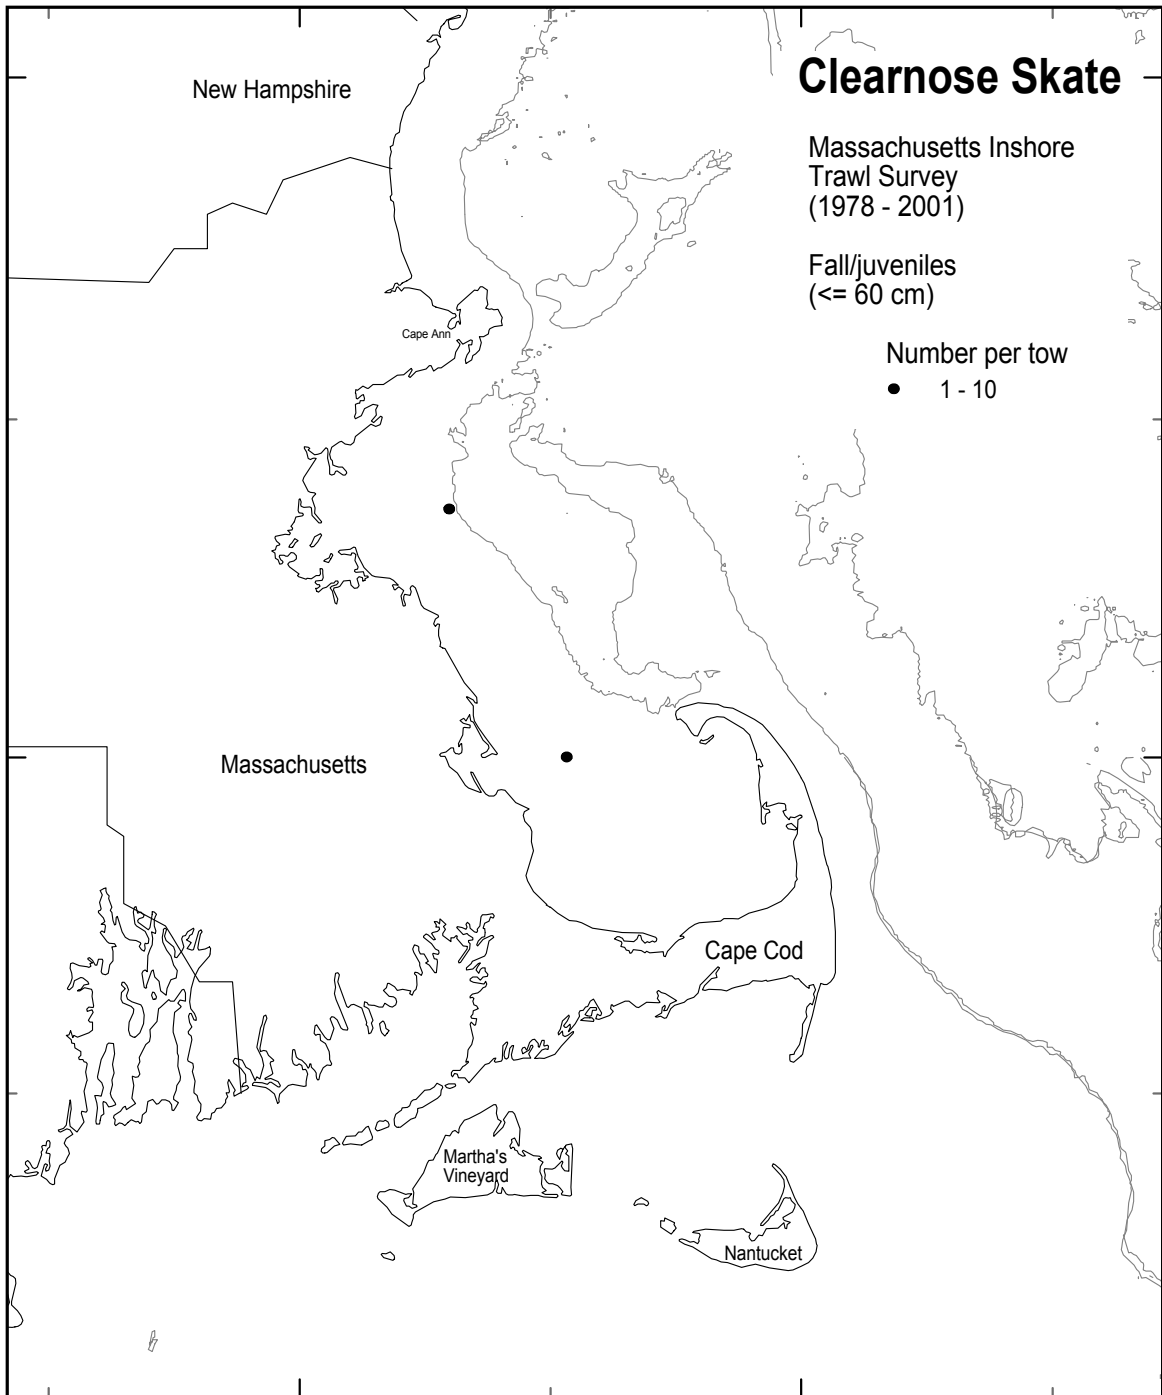 Clearnose Skate
New Hampshire
Massachusetts Inshore
Trawl Survey
(1978 - 2001)
Fall/juveniles
(<= 60 cm)
Cape Ann
Number per tow
1 - 10
Massachusetts
Cape Cod
Martha's
Vineyard
Nantucket